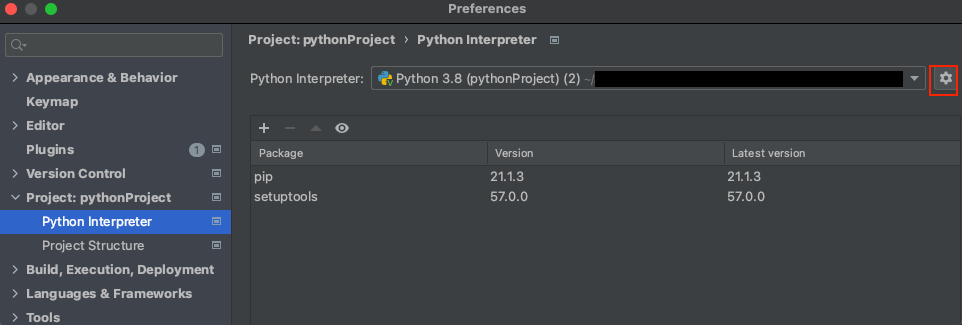 Preferences
Appearance & Behavior
Keymap
Editor
Plugins 1
Version Control
Project: pythonProject
Python Interpreter
Project Structure
Build, Execution, Deployment
Languages & Frameworks
Tools
Project: pythonProject › Python Interpreter
Python Interpreter: Python 3.8 (pythonProject) (2) ~/
Package Version Latest version
pip 21.1.3 21.1.3
setuptools 57.0.0 57.0.0